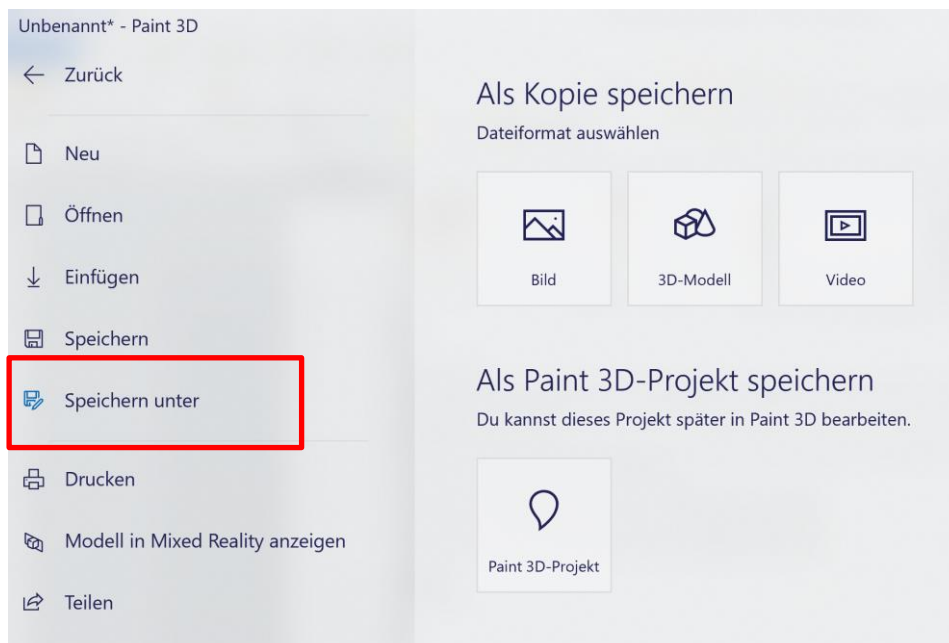 Unbenannt* - Paint 3D
Zurück
Neu
Öffnen
Einfügen
Speichern
Speichern unter
Drucken
Modell in Mixed Reality anzeigen
Teilen
Als Kopie speichern
Dateiformat auswählen
Bild
3D-Modell
Video
Als Paint 3D-Projekt speichern
Du kannst dieses Projekt später in Paint 3D bearbeiten.
Paint 3D-Projekt